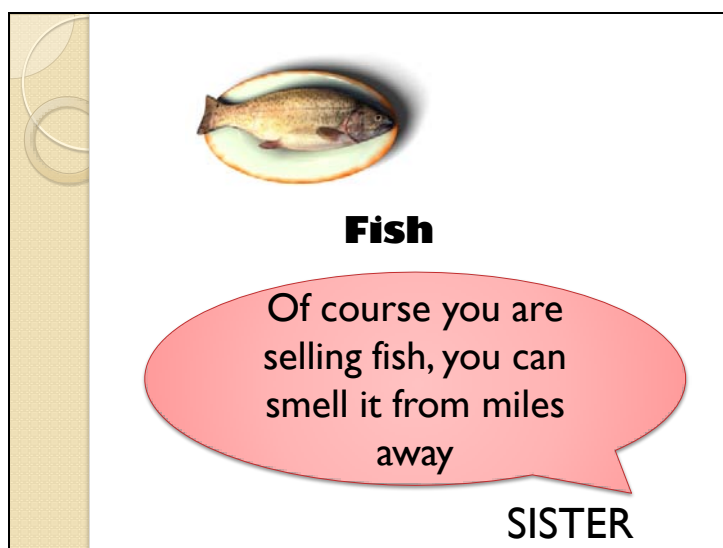 Fish
Of course you are
selling fish, you can
smell it from miles
away
SISTER